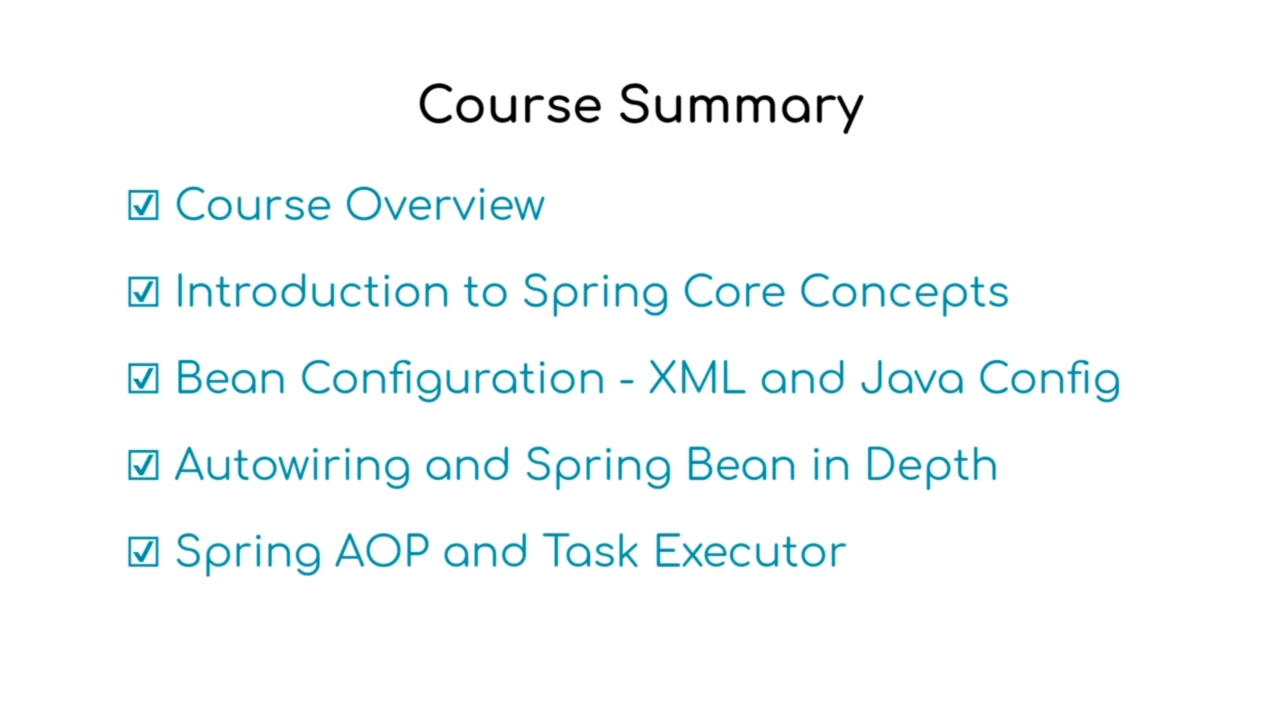 Course Summary
☑ Course Overview
☑ Introduction to Spring Core Concepts
☑ Bean Configuration - XML and Java Config
☑ Autowiring and Spring Bean in Depth
☑ Spring AOP and Task Executor